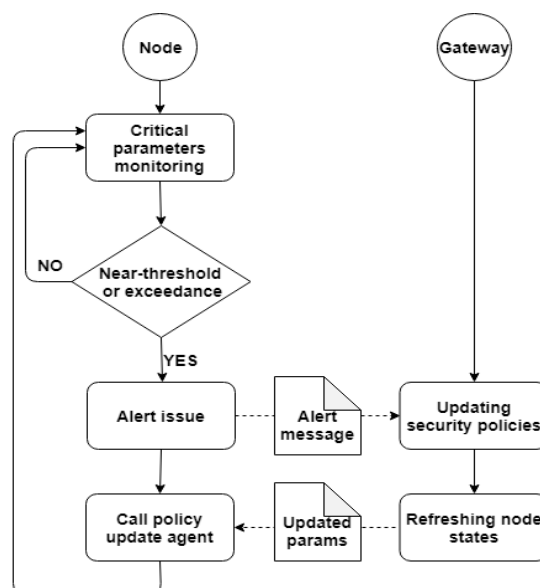 Node
Gateway
Critical
parameters
monitoring
NO
Near-threshold
or exceedance
YES
Alert issue
Alert
message
Updating
security policies
Call policy
update agent
Updated
params
Refreshing node
states